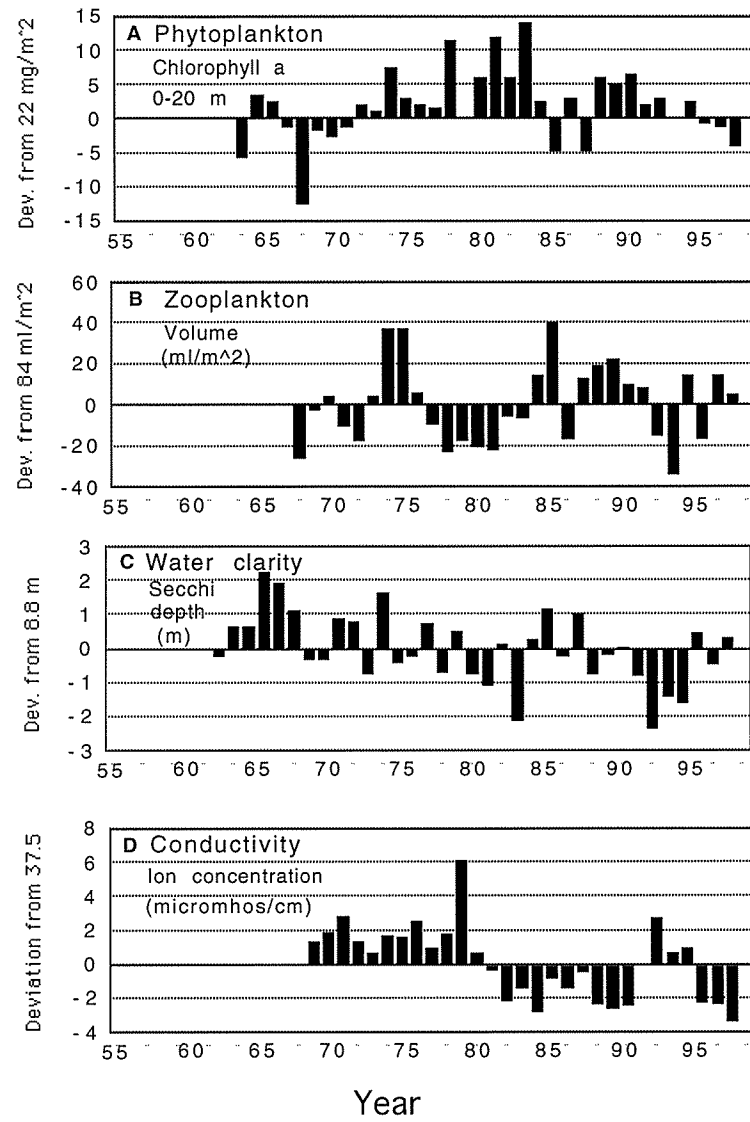 15
A Phytoplankton
10
Chlorophyll a
5
0-20 m
0
-5
-10
-15
Dev. from 22 mg/m^2
55 60 65 70 75 80 85 90 95
60
B Zooplankton
40
Volume
(ml/m^2)
20
0
-20
-40
Dev. from 84 ml/m^2
55 60 65 70 75 80 85 90 95
3
C Water clarity
2
Secchi
depth
1
(m)
0
-1
-2
-3
Dev. from 8.8 m
55 60 65 70 75 80 85 90 95
8
D Conductivity
6
Ion concentration
4
(micromhos/cm)
2
0
-2
-4
Deviation from 37.5
55 60 65 70 75 80 85 90 95
Year